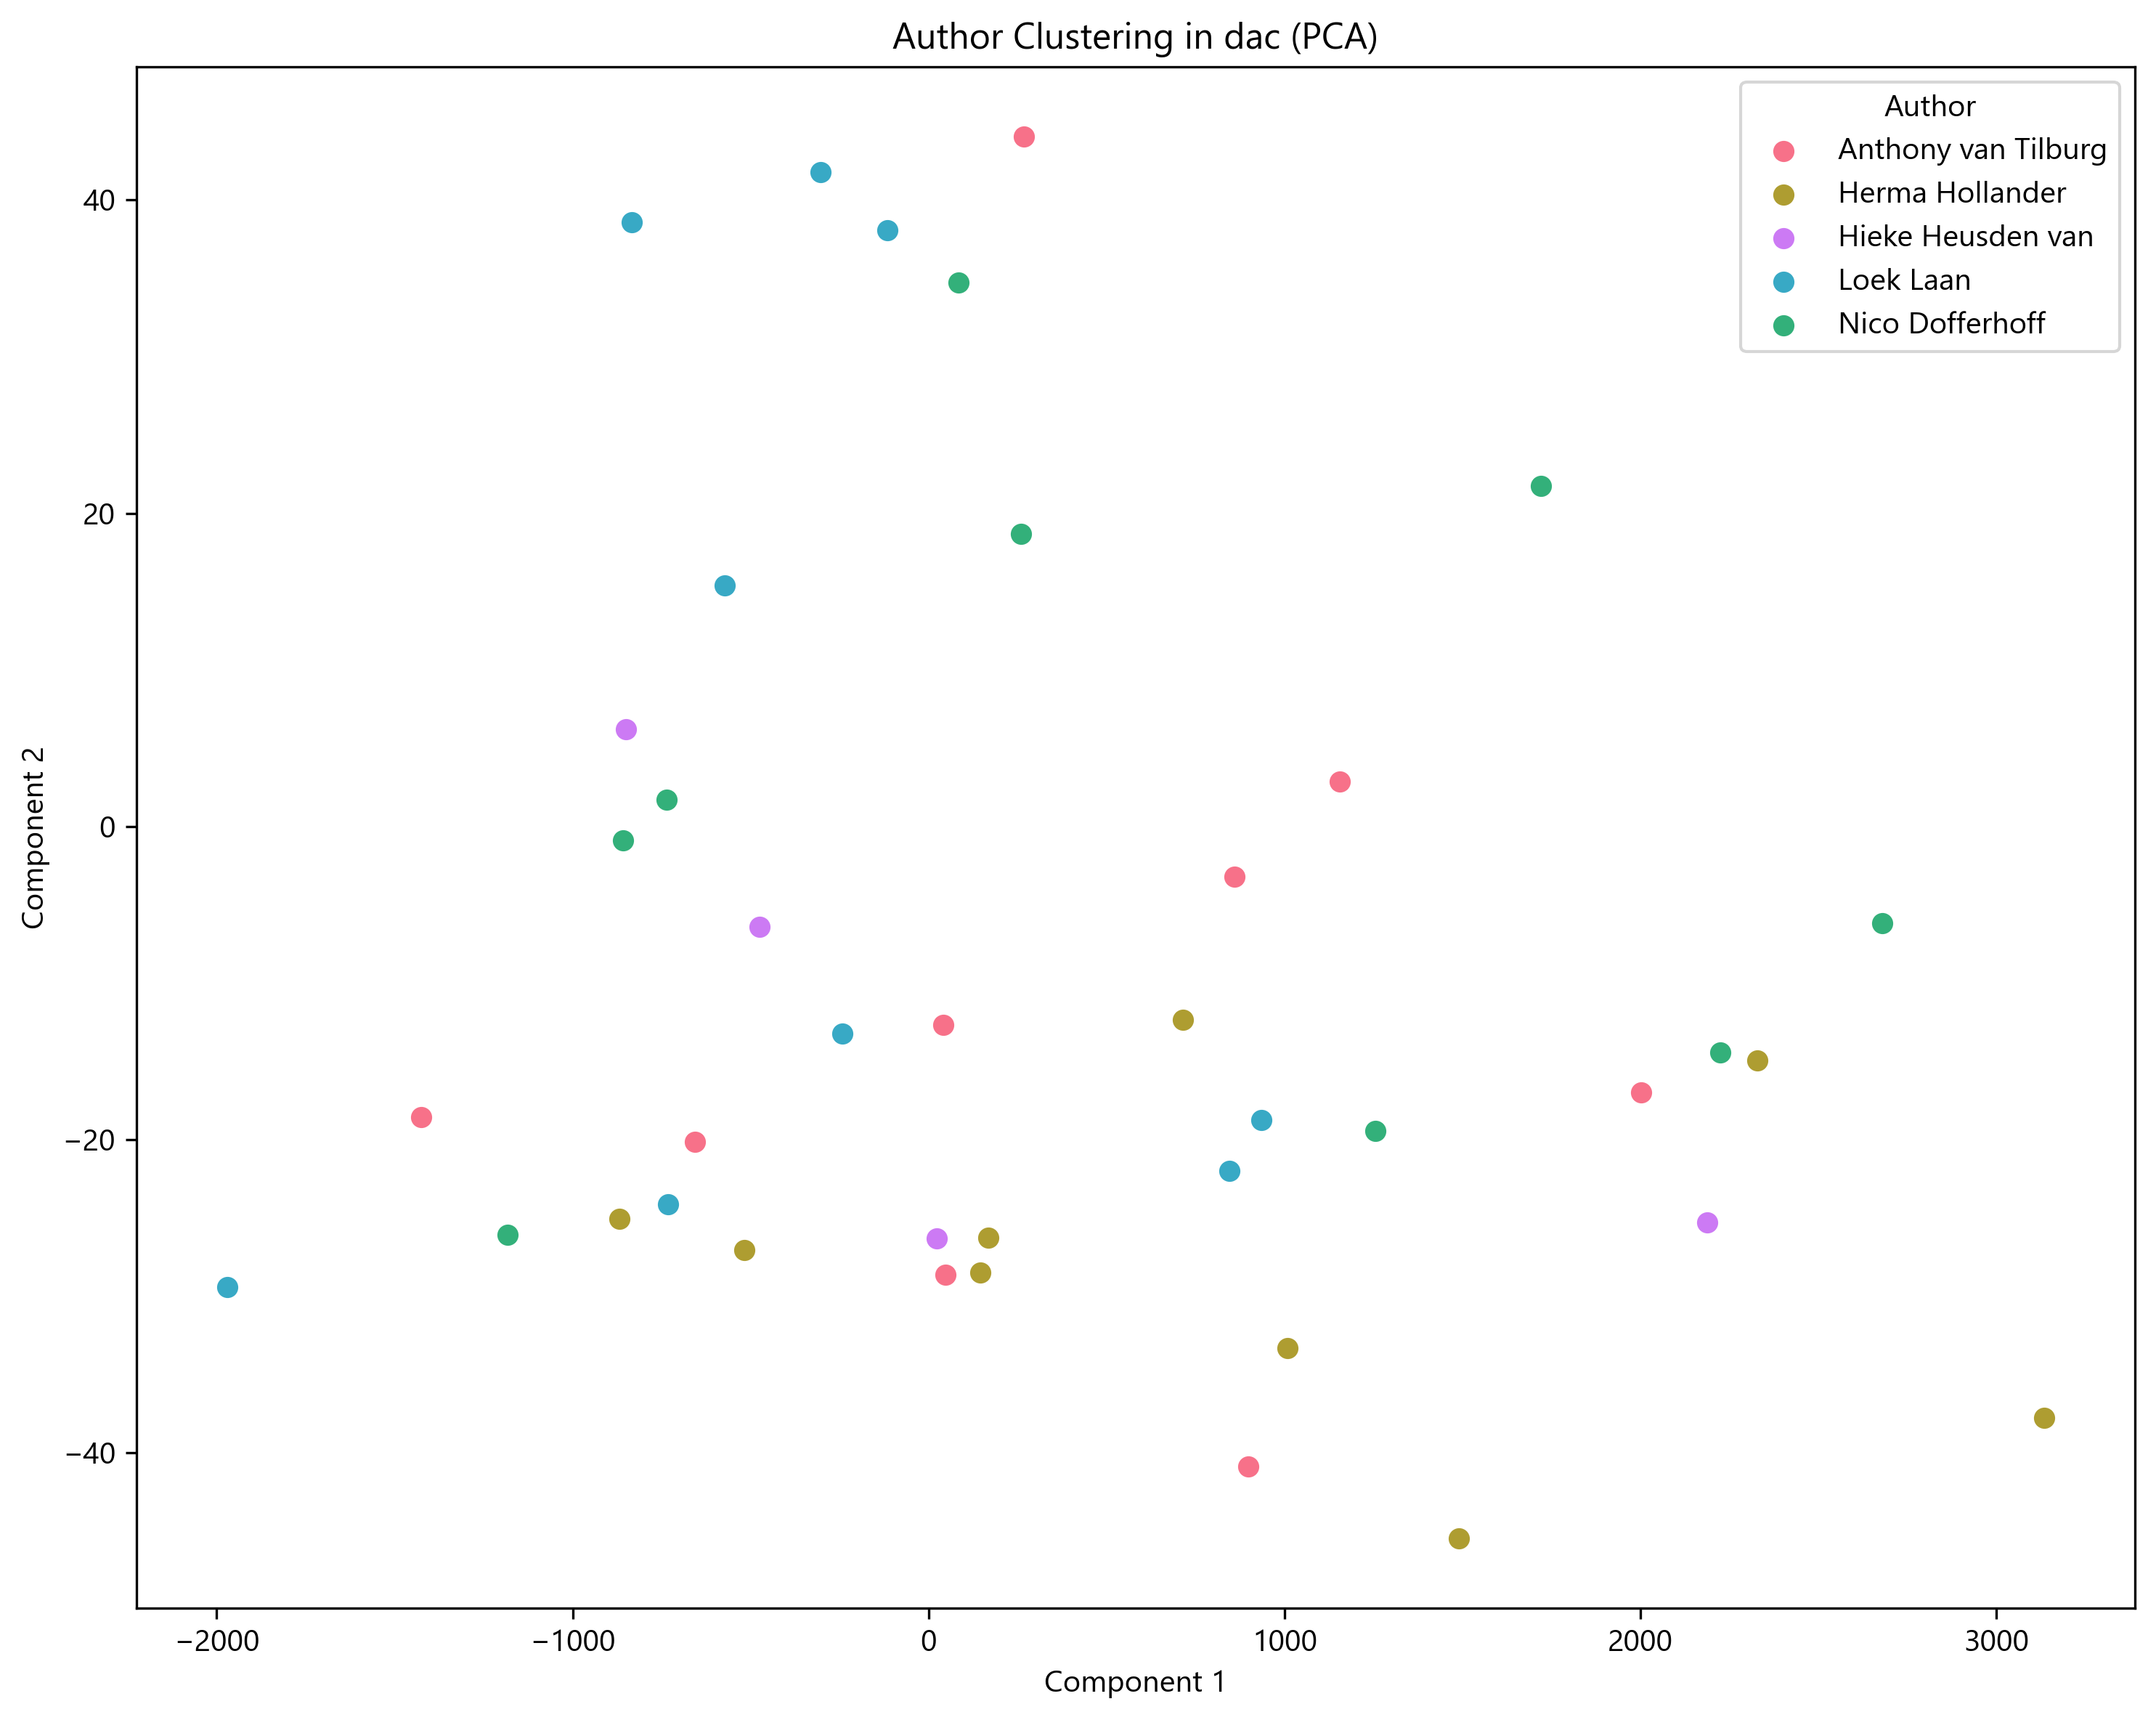 Author Clustering in dac (PCA)
Author
Anthony van Tilburg
Herma Hollander
Hieke Heusden van
Loek Laan
Nico Dofferhoff
40
20
0
−20
−40
Component 2
−2000
−1000
0
1000
2000
3000
Component 1